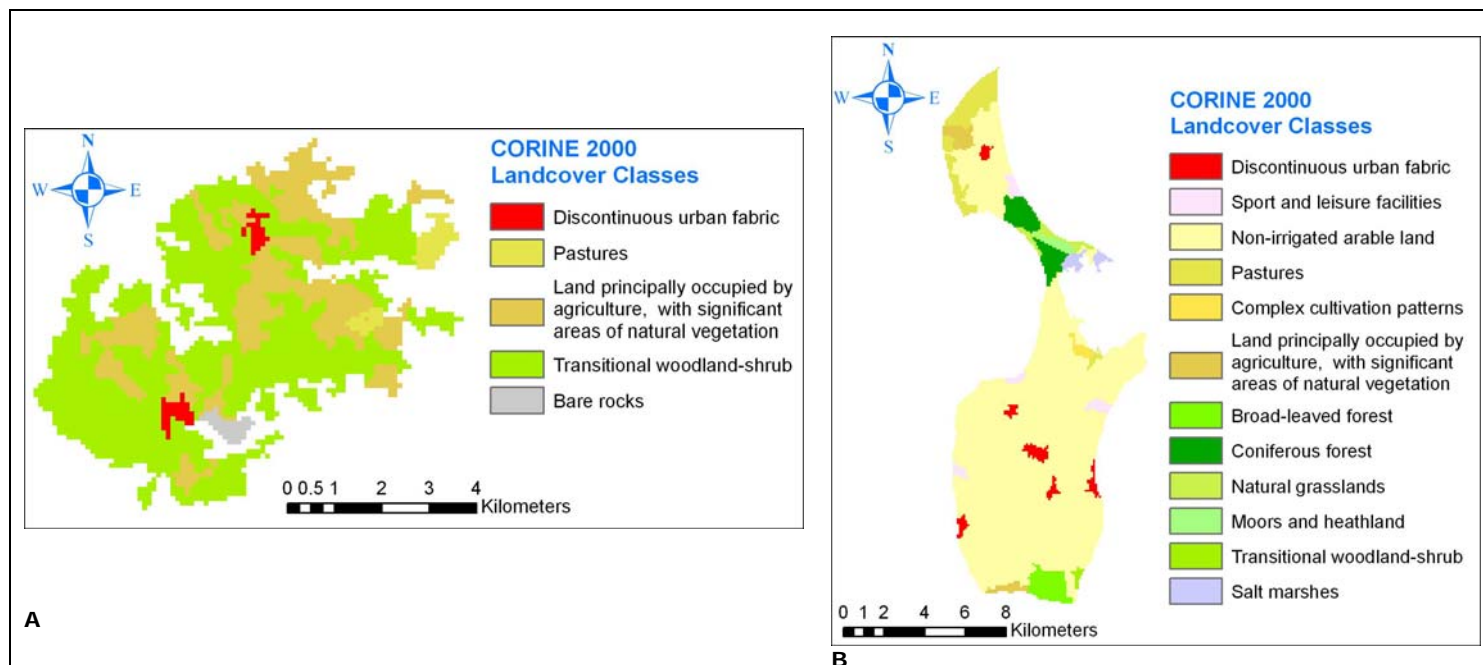 N
W
E
S
CORINE 2000
Landcover Classes
Discontinuous urban fabric
Pastures
Land principally occupied by
agriculture, with significant
areas of natural vegetation
Transitional woodland-shrub
Bare rocks
0 0.5 1 2 3 4
Kilometers
A
N
W
E
S
CORINE 2000
Landcover Classes
Discontinuous urban fabric
Sport and leisure facilities
Non-irrigated arable land
Pastures
Complex cultivation patterns
Land principally occupied by
agriculture, with significant
areas of natural vegetation
Broad-leaved forest
Coniferous forest
Natural grasslands
Moors and heathland
Transitional woodland-shrub
Salt marshes
0 1 2 4 6 8
Kilometers
B